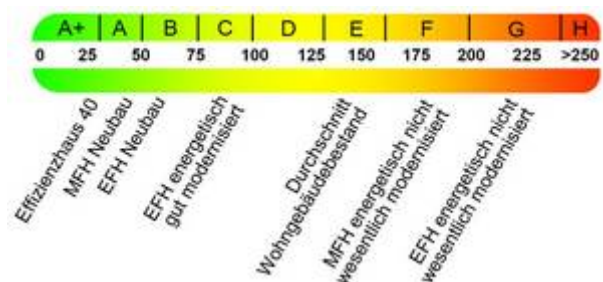 A+ A B C D E F G H
0 25 50 75 100 125 150 175 200 225 >250
Effizienzhaus 40
MFH Neubau
EFH Neubau
EFH energetisch
gut modernisiert
Durchschnitt
Wohngebäudebestand
MFH energetisch nicht
wesentlich modernisiert
EFH energetisch nicht
wesentlich modernisiert